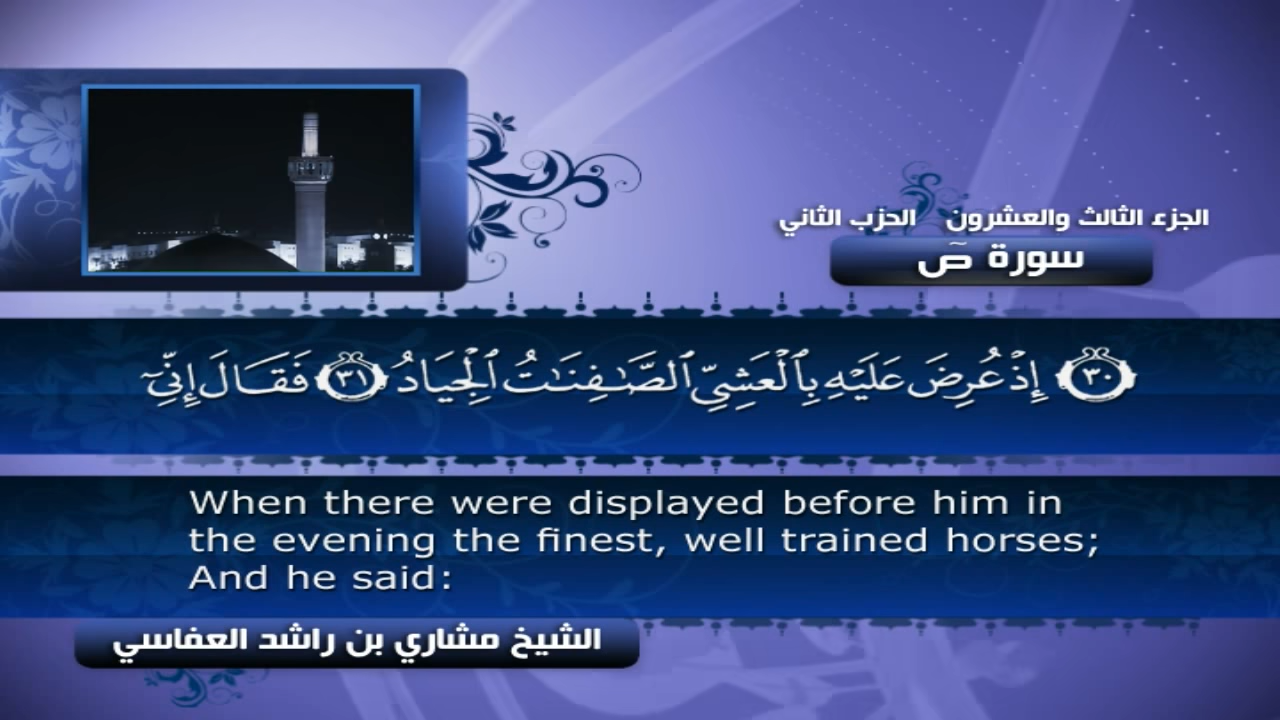 الجزء الثالث والعشرون الحزب الثاني
سورة صٓ
٣٠ إِذْ عُرِضَ عَلَيْهِ بِٱلْعَشِىِّ ٱلصَّـٰفِنَـٰتُ ٱلْجِيَادُ ٣١ فَقَالَ إِنِّىٓ
When there were displayed before him in
the evening the finest, well trained horses;
And he said:
الشيخ مشاري بن راشد العفاسي